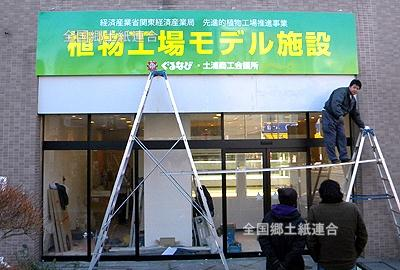 経済産業省関東経済産業局　先進的植物工場推進事業
全国郷土紙連合
植物工場モデル施設
ぐるなび・土浦商工会議所
全国郷土紙連合